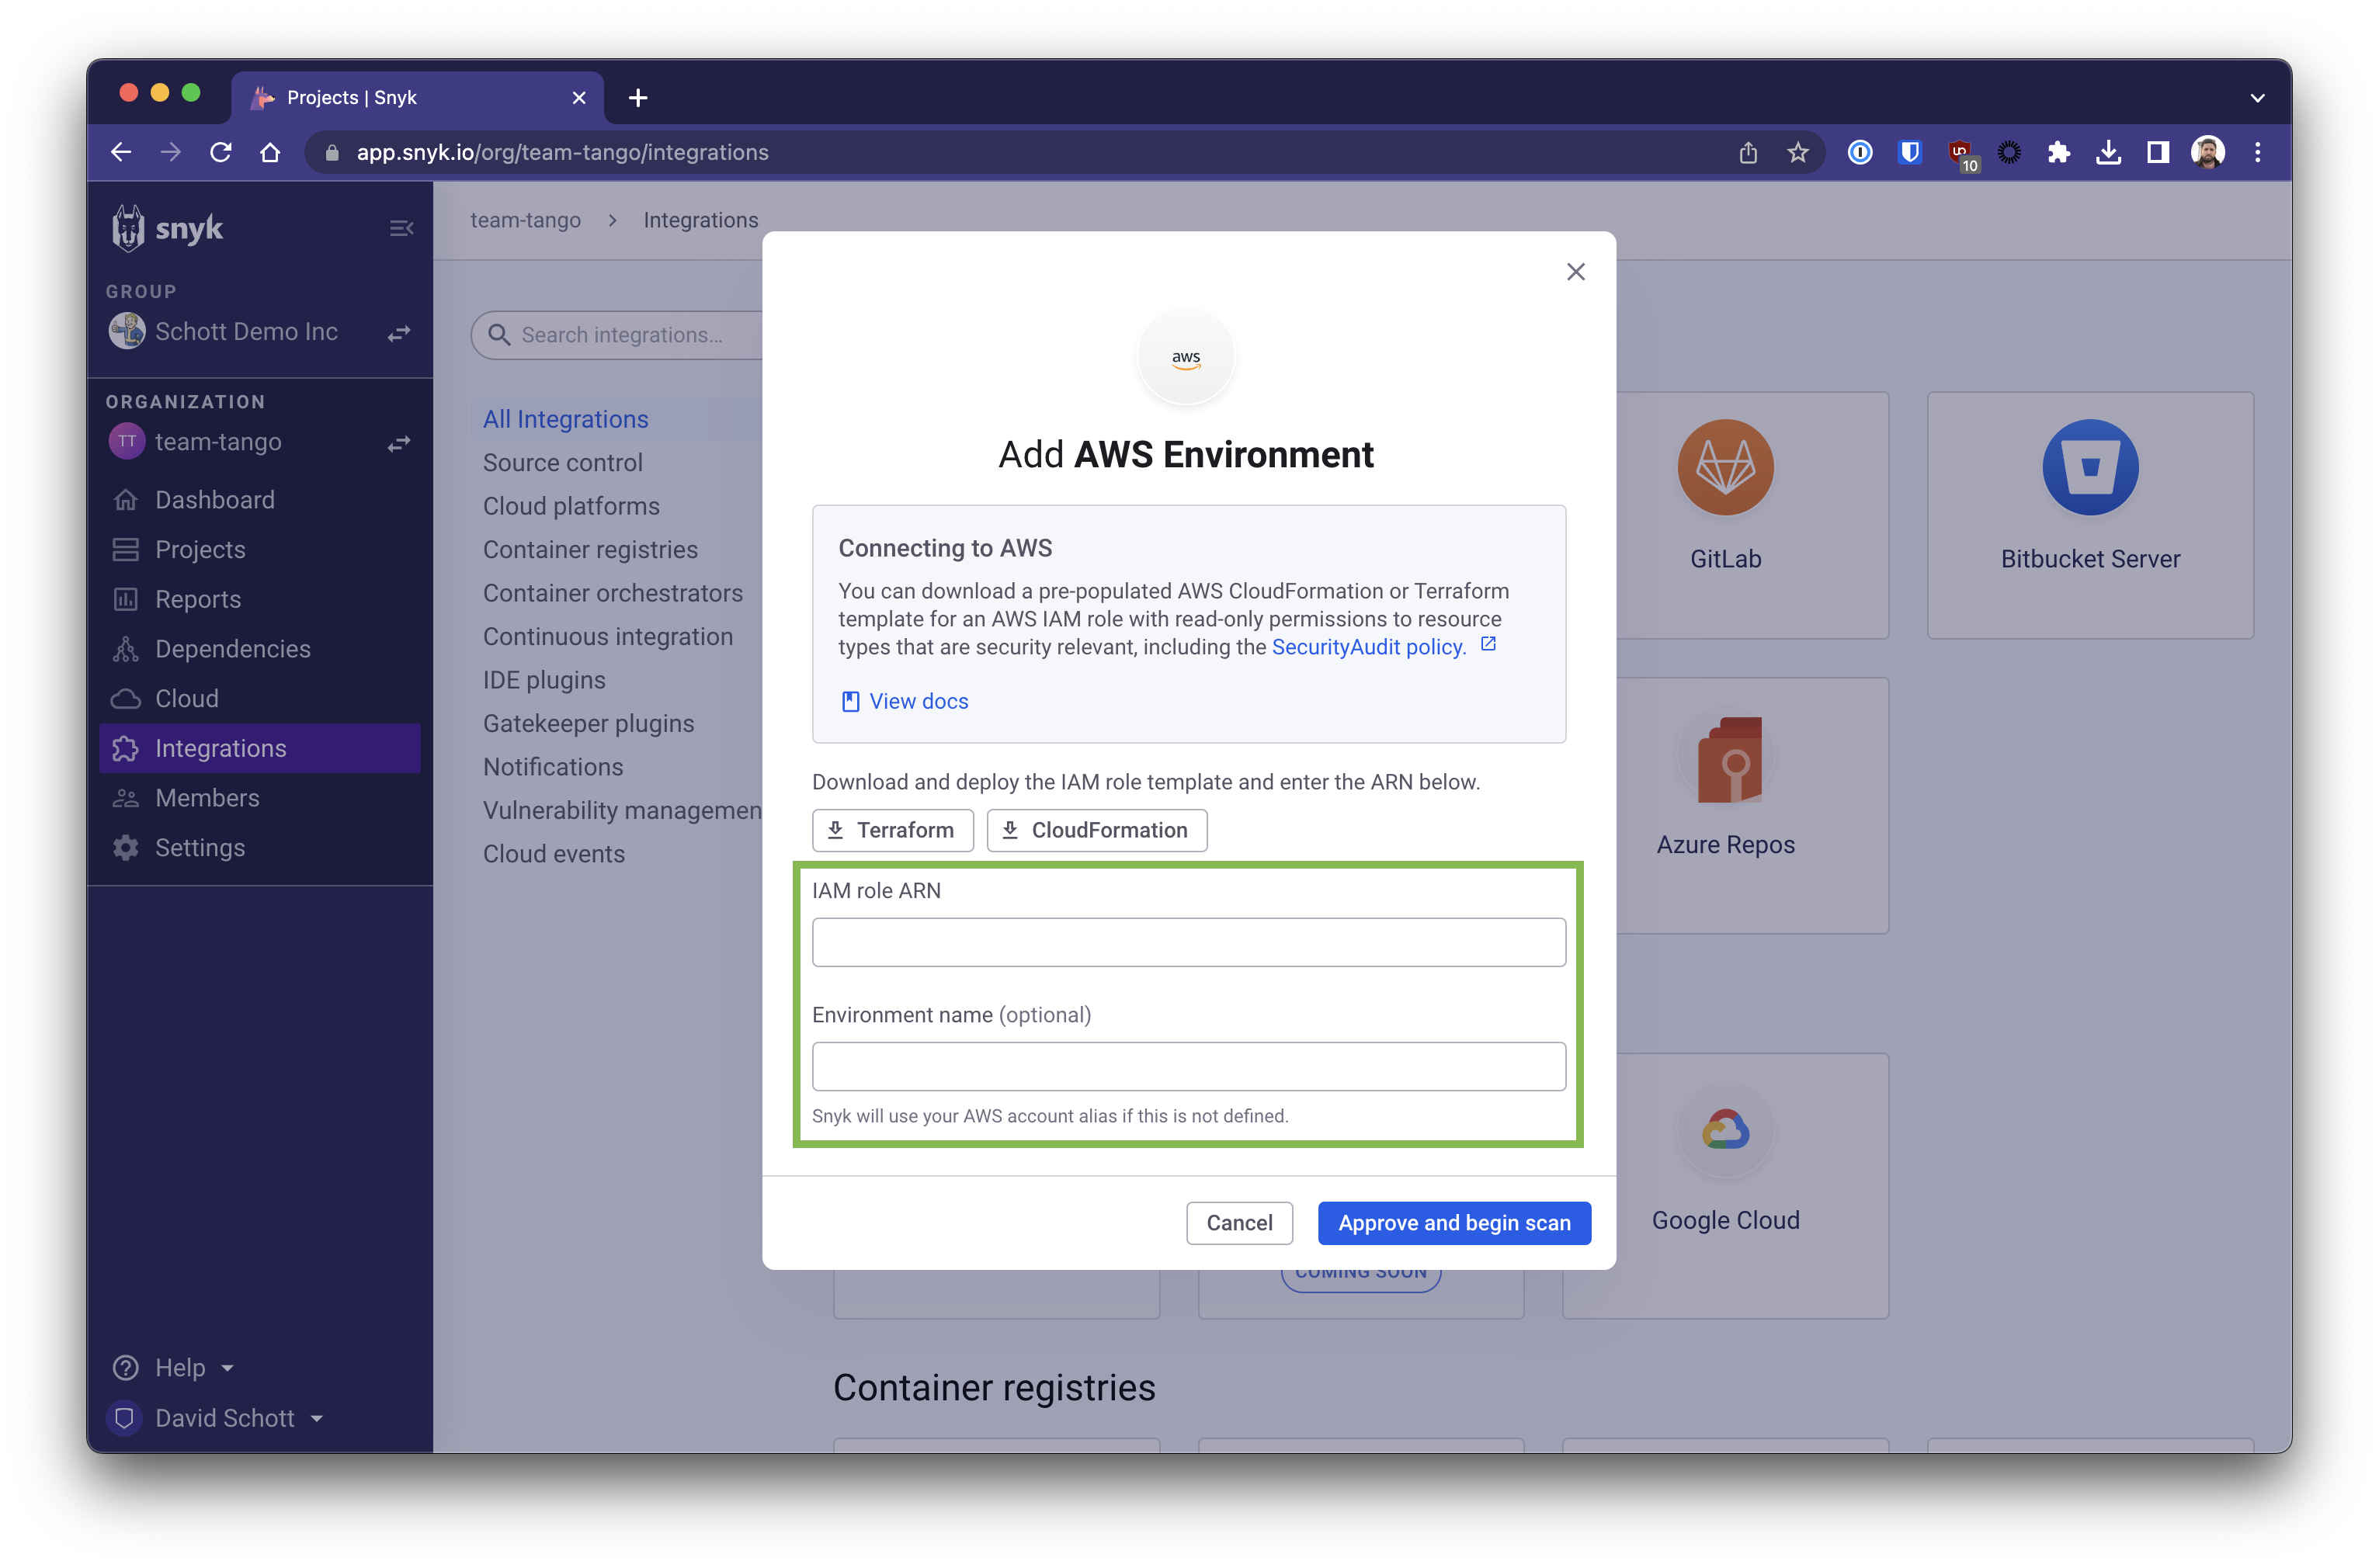 Projects | Snyk
app.snyk.io/org/team-tango/integrations
UD
10
snyk
GROUP
Schott Demo Inc
ORGANIZATION
TT
team-tango
Dashboard
Projects
Reports
Dependencies
Cloud
Integrations
Members
Settings
Help
David Schott
team-tango > Integrations
Search integrations...
All Integrations
Source control
Cloud platforms
Container registries
Container orchestrators
Continuous integration
IDE plugins
Gatekeeper plugins
Notifications
Vulnerability managemen
Cloud events
aws
Add AWS Environment
Connecting to AWS
You can download a pre-populated AWS CloudFormation or Terraform
template for an AWS IAM role with read-only permissions to resource
types that are security relevant, including the SecurityAudit policy.
View docs
Download and deploy the IAM role template and enter the ARN below.
Terraform
CloudFormation
IAM role ARN
Environment name (optional)
Snyk will use your AWS account alias if this is not defined.
Cancel
Approve and begin scan
GitLab
Bitbucket Server
Azure Repos
Google Cloud
COMING SOON
Container registries